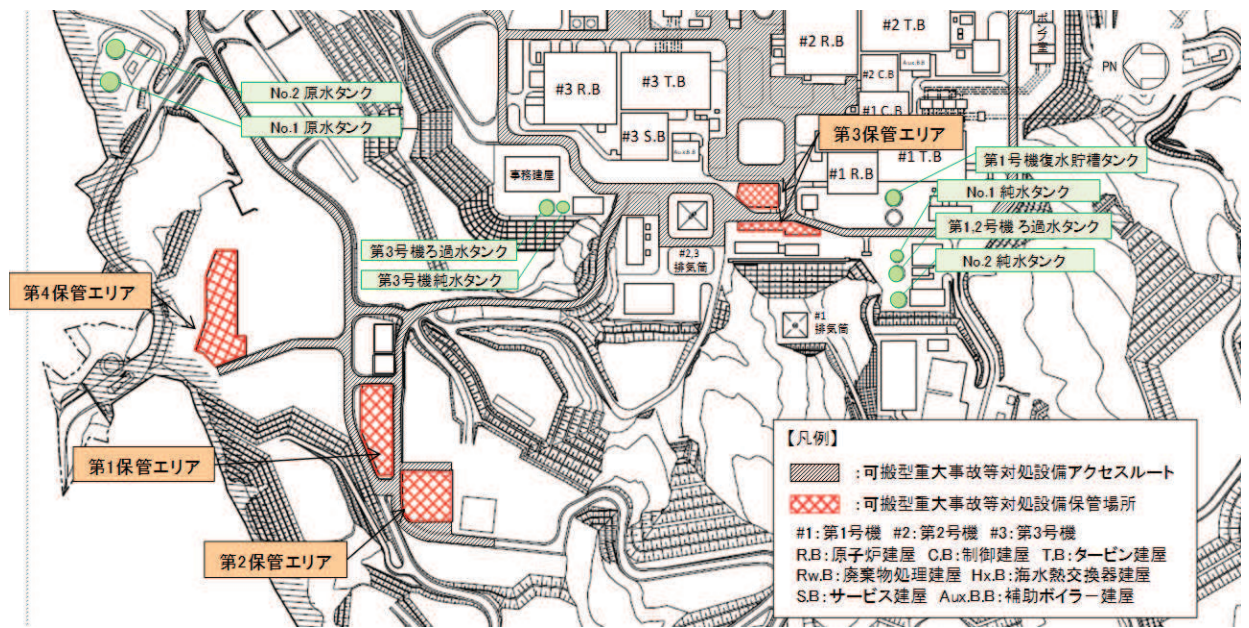 #2 T.B
ポンプ室
#2 R.B
PN
#2 C.B
Aux.B.B
#3 R.B
#3 T.B
No.2 原水タンク
#1 C.B
No.1 原水タンク
#3 S.B
第3保管エリア
Aux.B.B
#1 T.B
第1号機復水貯槽タンク
事務建屋
#1 R.B
No.1 純水タンク
第1,2号機ろ過水タンク
第3号機ろ過水タンク
#2,3
排気筒
No.2 純水タンク
第3号機純水タンク
第4保管エリア
#1
排気筒
【凡例】
:可搬型重大事故等対処設備アクセスルート
第1保管エリア
:可搬型重大事故等対処設備保管場所
#1:第1号機 #2:第2号機 #3:第3号機
R.B:原子炉建屋 C.B:制御建屋 T.B:タービン建屋
第2保管エリア
Rw.B:廃棄物処理建屋 Hx.B:海水熱交換器建屋
S.B:サービス建屋 Aux.B.B:補助ボイラー建屋